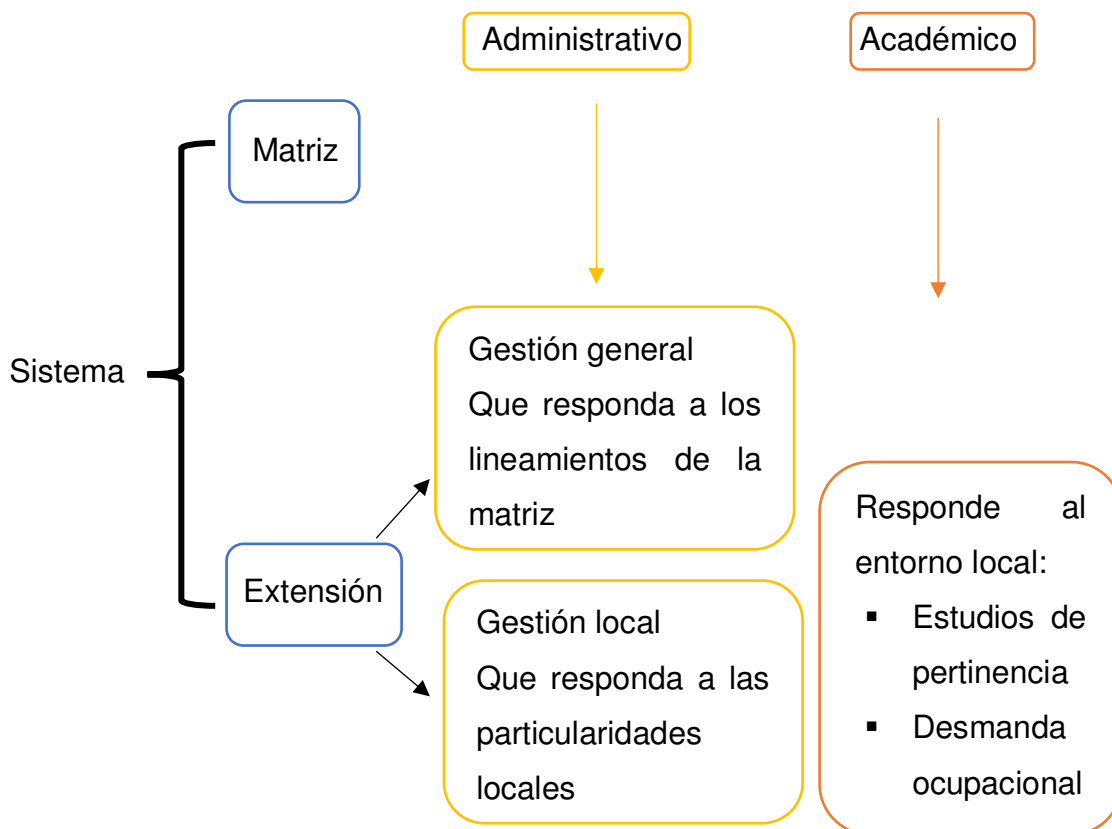 Administrativo
Académico
Matriz
Sistema
Extensión
Gestión general
Que responda a los
lineamientos de la
matriz
Gestión local
Que responda a las
particularidades
locales
Responde al
entorno local:
▪ Estudios de
pertinencia
▪ Desmanda
ocupacional